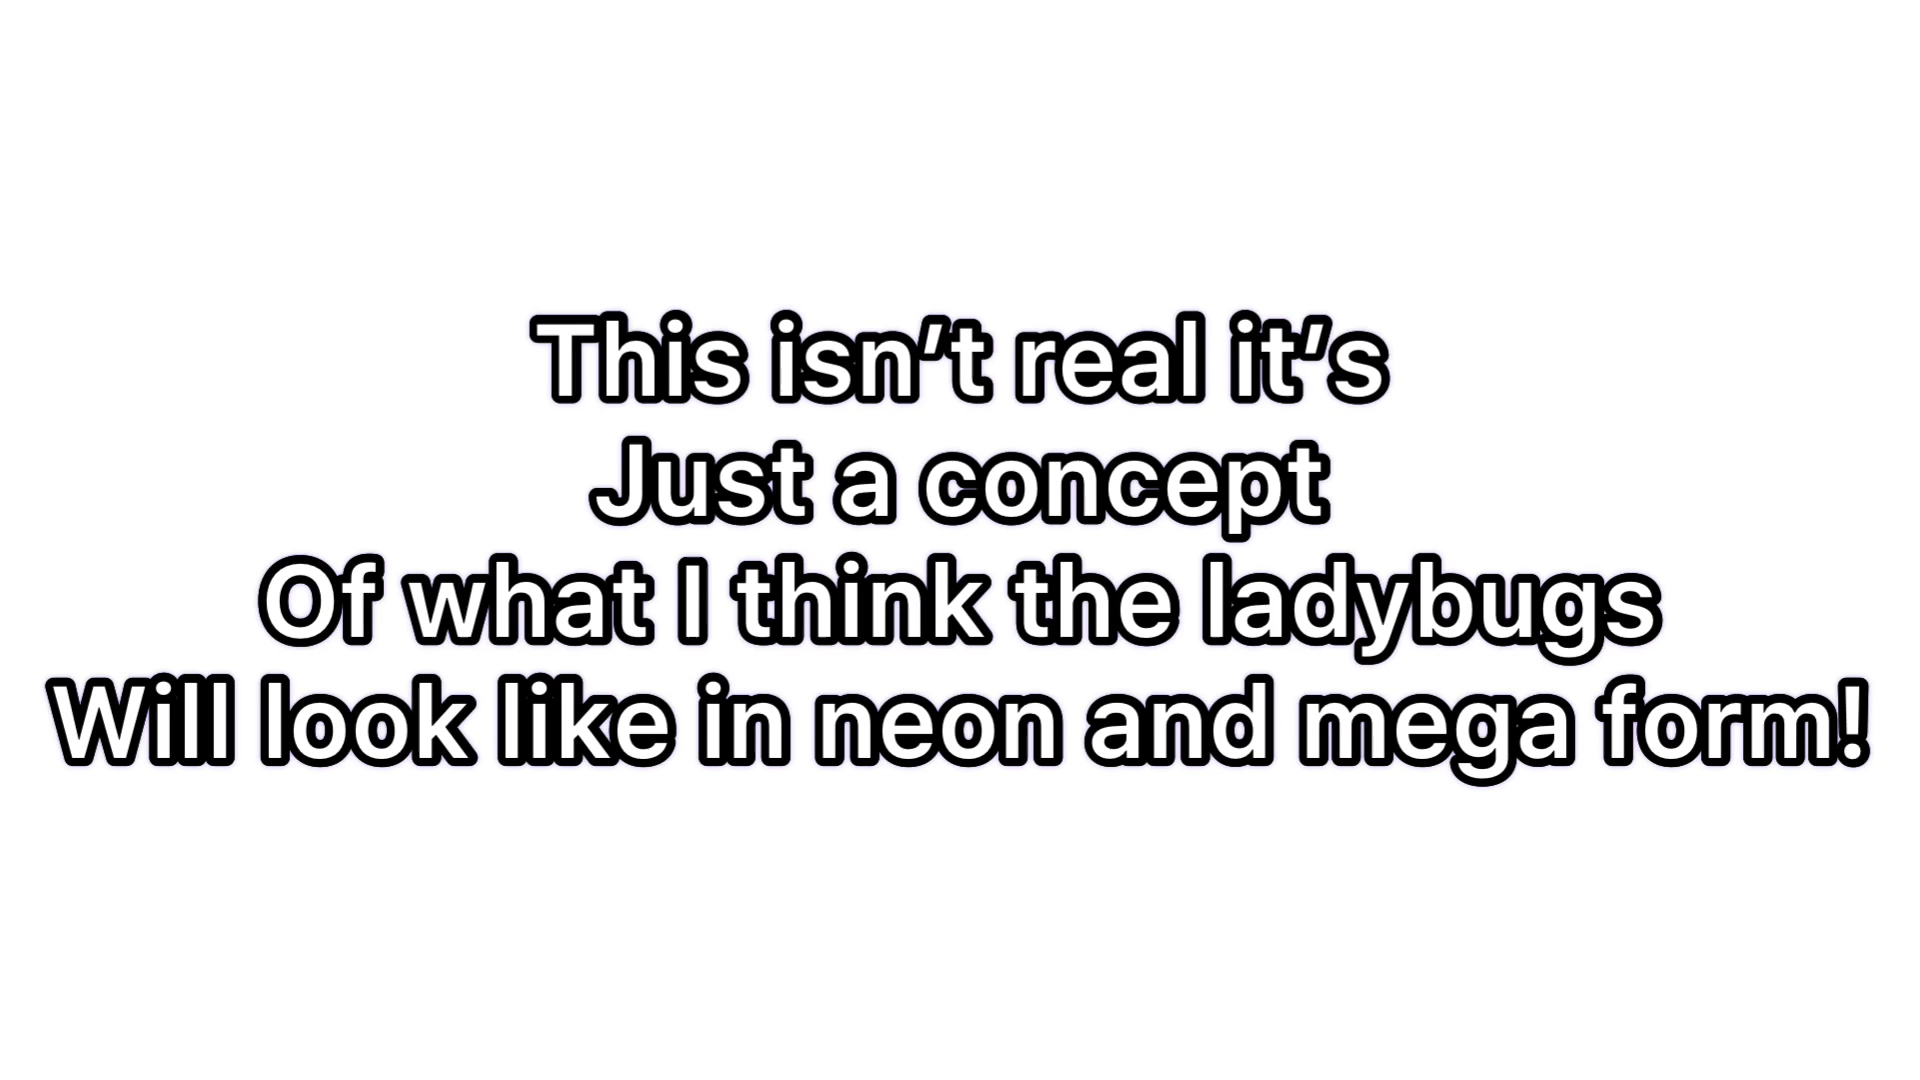 This isn’t real it’s
Just a concept
Of what I think the ladybugs
Will look like in neon and mega form!